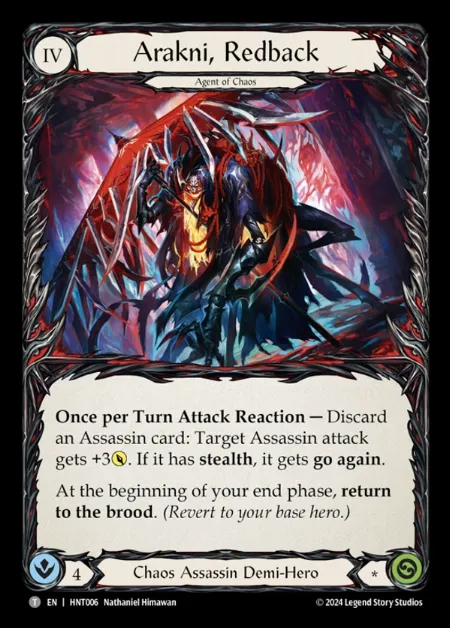 IV
Arakni, Redback
Agent of Chaos
Once per Turn Attack Reaction — Discard
an Assassin card: Target Assassin attack
gets +3. If it has stealth, it gets go again.
At the beginning of your end phase, return
to the brood. (Revert to your base hero.)
4
Chaos Assassin Demi-Hero
*
T EN | HNT006 Nathaniel Himawan
© 2024 Legend Story Studios